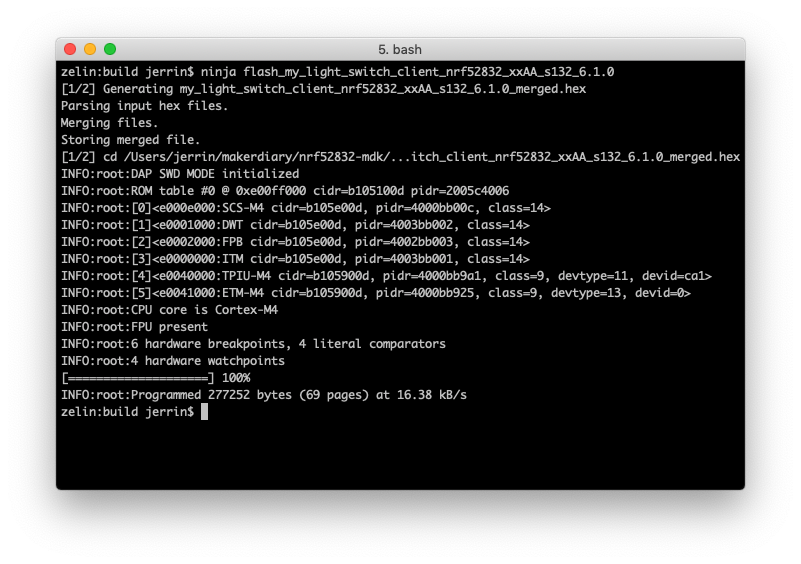 5. bash
zelin:build jerrin$ ninja flash_my_light_switch_client_nrf52832_xxAA_s132_6.1.0
[1/2] Generating my_light_switch_client_nrf52832_xxAA_s132_6.1.0_merged.hex
Parsing input hex files.
Merging files.
Storing merged file.
[1/2] cd /Users/jerrin/makerdiary/nrf52832-mdk/...itch_client_nrf52832_xxAA_s132_6.1.0_merged.hex
INFO:root:DAP SWD MODE initialized
INFO:root:ROM table #0 @ 0xe00ff000 cidr=b105100d pidr=2005c4006
INFO:root:[0]<e000e000:SCS-M4 cidr=b105e00d, pidr=4000bb00c, class=14>
INFO:root:[1]<e0001000:DWT cidr=b105e00d, pidr=4003bb002, class=14>
INFO:root:[2]<e0002000:FPB cidr=b105e00d, pidr=4002bb003, class=14>
INFO:root:[3]<e0000000:ITM cidr=b105e00d, pidr=4003bb001, class=14>
INFO:root:[4]<e0040000:TPIU-M4 cidr=b105900d, pidr=4000bb9a1, class=9, devtype=11, devid=ca1>
INFO:root:[5]<e0041000:ETM-M4 cidr=b105900d, pidr=4000bb925, class=9, devtype=13, devid=0>
INFO:root:CPU core is Cortex-M4
INFO:root:FPU present
INFO:root:6 hardware breakpoints, 4 literal comparators
INFO:root:4 hardware watchpoints
[====================] 100%
INFO:root:Programmed 277252 bytes (69 pages) at 16.38 kB/s
zelin:build jerrin$